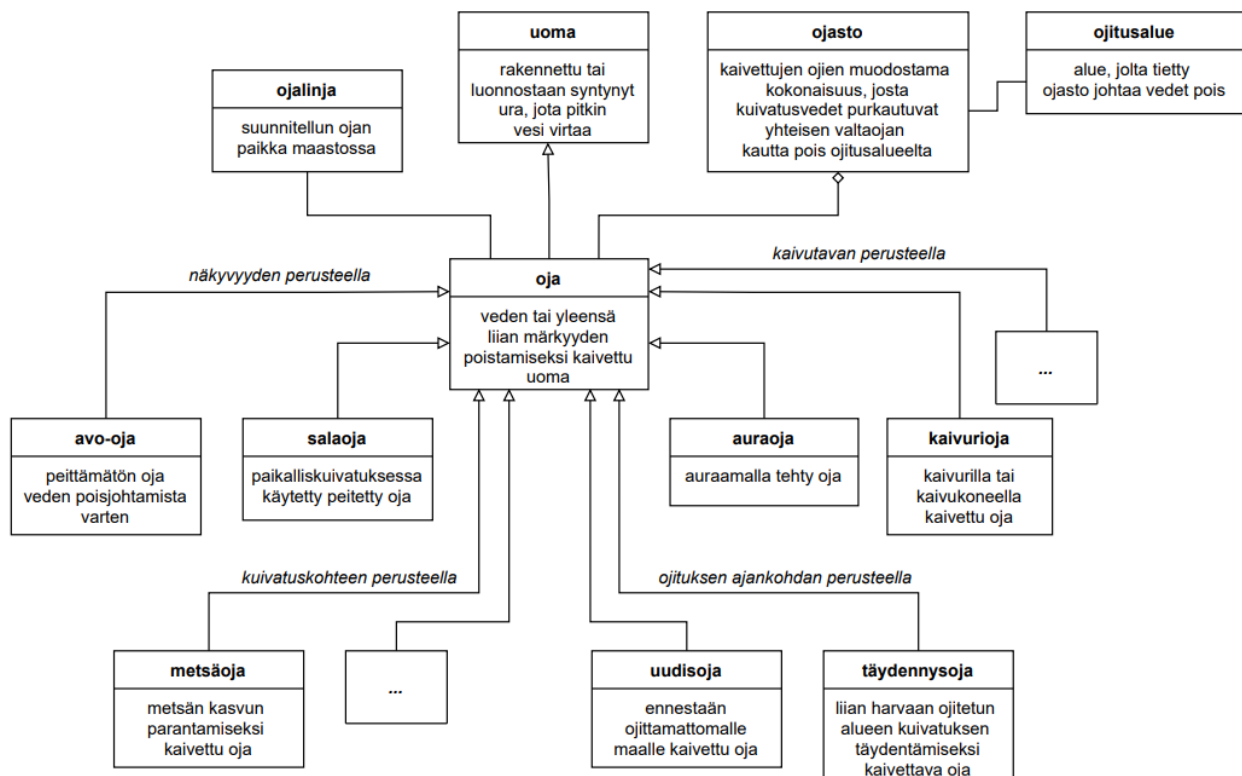 uoma
rakennettu tai
luonnostaan syntynyt
ura, jota pitkin
vesi virtaa
ojasto
kaivettujen ojien muodostama
kokonaisuus, josta
kuivatusvedet purkautuvat
yhteisen valtaojan
kautta pois ojitusalueelta
ojitusalue
alue, jolta tietty
ojasto johtaa vedet pois
ojalinja
suunnitellun ojan
paikka maastossa
näkyvyyden perusteella
kaivutavan perusteella
oja
veden tai yleensä
liian märkyyden
poistamiseksi kaivettu
uoma
...
avo-oja
peittämätön oja
veden poisjohtamista
varten
salaoja
paikalliskuivatuksessa
käytetty peitetty oja
auraoja
auraamalla tehty oja
kaivurioja
kaivurilla tai
kaivukoneella
kaivettu oja
kuivatuskohteen perusteella
ojituksen ajankohdan perusteella
metsäoja
metsän kasvun
parantamiseksi
kaivettu oja
...
uudisoja
ennestään
ojittamattomalle
maalle kaivettu oja
täydennysoja
liian harvaan ojitetun
alueen kuivatuksen
täydentämiseksi
kaivettava oja